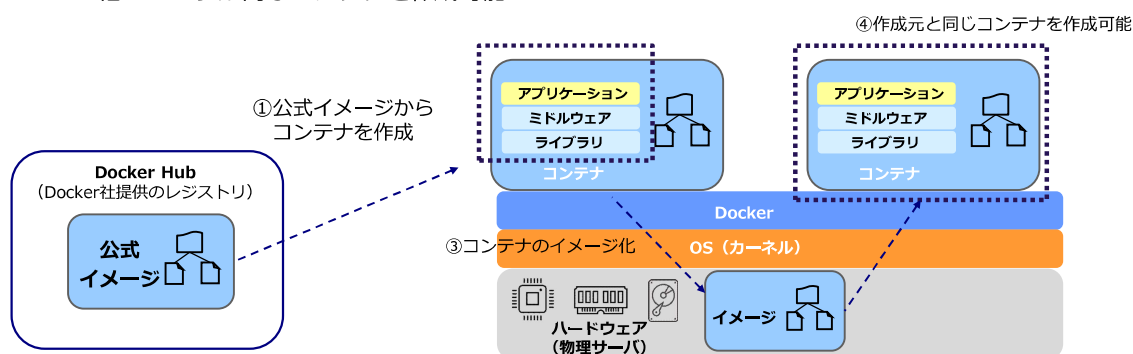 ④作成元と同じコンテナを作成可能
①公式イメージから
コンテナを作成
アプリケーション
ミドルウェア
ライブラリ
コンテナ
アプリケーション
ミドルウェア
ライブラリ
コンテナ
Docker Hub
（Docker社提供のレジストリ）
公式
イメージ
Docker
③コンテナのイメージ化
OS（カーネル）
イメージ
ハードウェア
（物理サーバ）